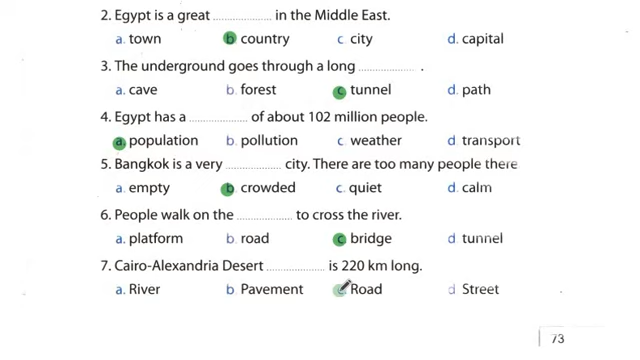 2. Egypt is a great ................ in the Middle East.
a. town b. country c. city d. capital
3. The underground goes through a long ................ .
a. cave b. forest c. tunnel d. path
4. Egypt has a ................ of about 102 million people.
a. population b. pollution c. weather d. transport
5. Bangkok is a very ................ city. There are too many people there
a. empty b crowded c. quiet d. calm
6. People walk on the ................ to cross the river.
a. platform b. road c bridge d tunnel
7. Cairo-Alexandria Desert ................ is 220 km long.
a. River b Pavement Road d Street
73